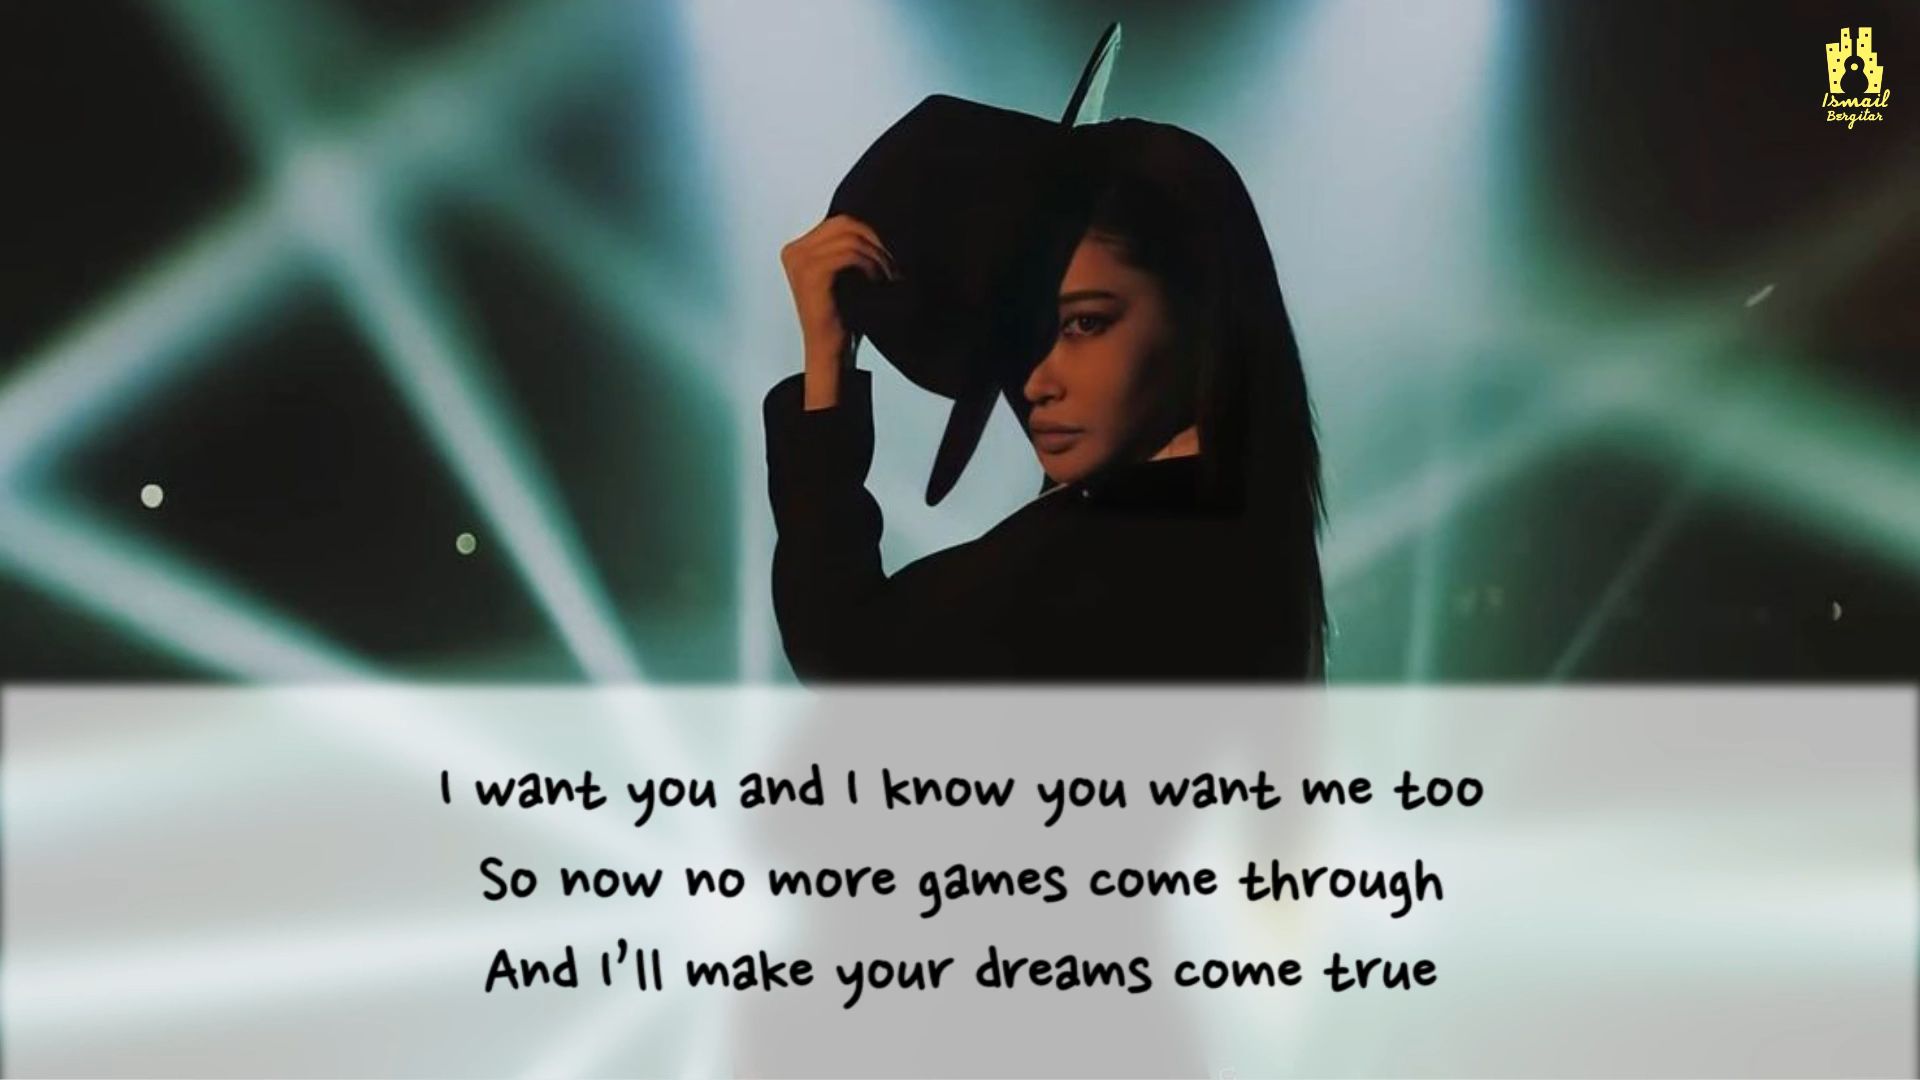 Ismail
Bergitar
I want you and I know you want me too
So now no more games come through
And I'll make your dreams come true